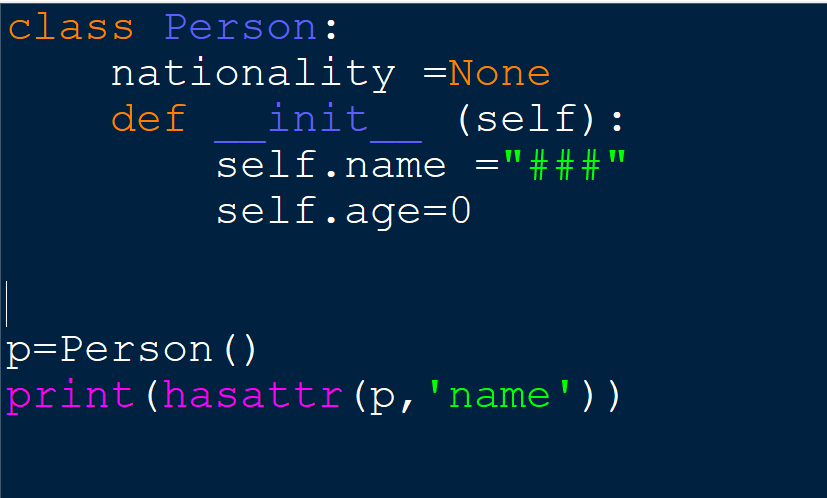 class Person:
    nationality =None
    def __init__ (self):
        self.name ="###"
        self.age=0
p=Person()
print(hasattr(p,'name'))